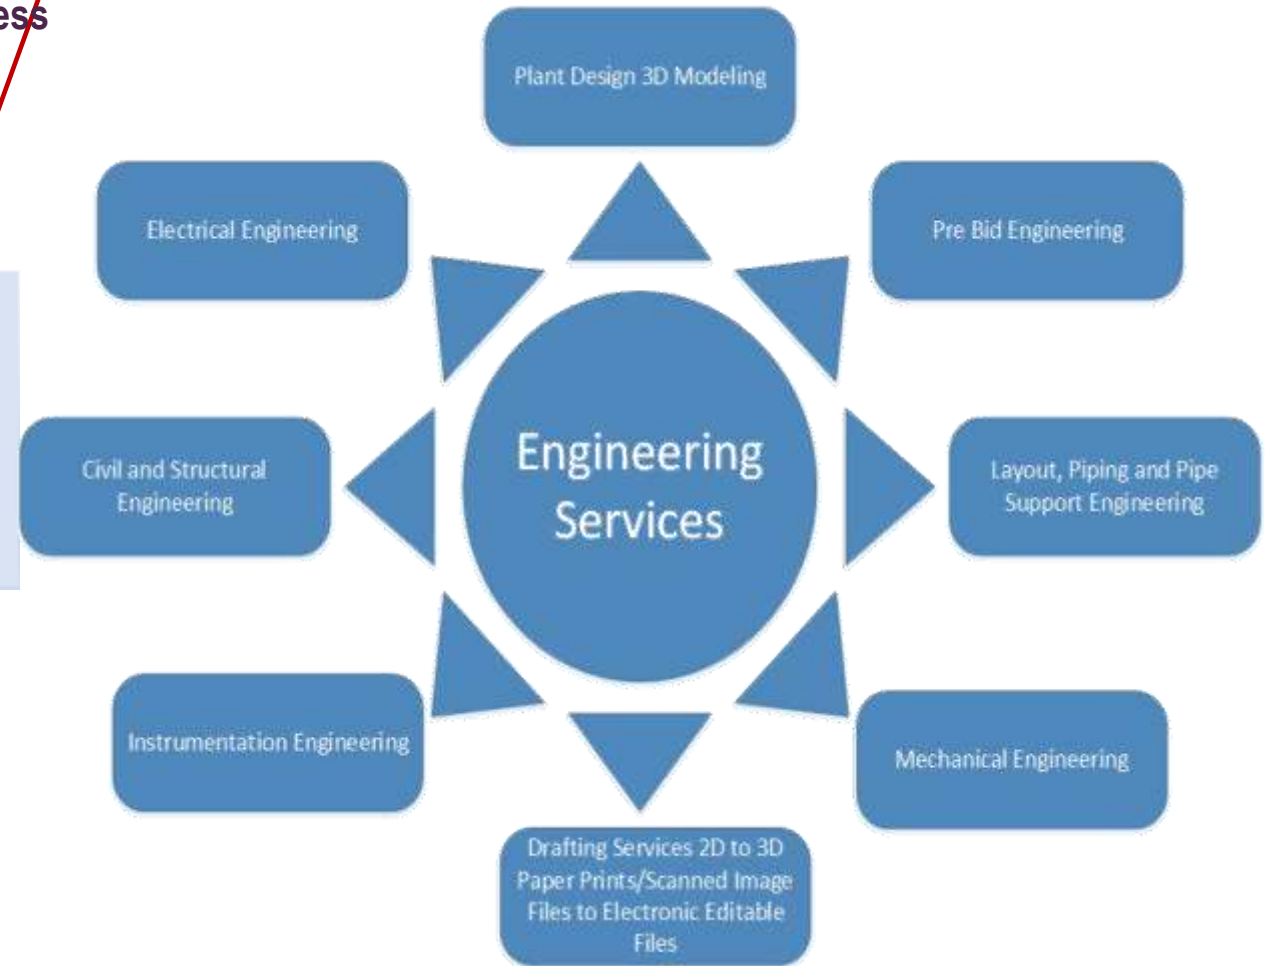 ess
Plant Design 3D Modeling
Electrical Engineering
Pre Bid Engineering
Engineering
Services
Civil and Structural
Engineering
Layout, Piping and Pipe
Support Engineering
Instrumentation Engineering
Mechanical Engineering
Drafting Services 2D to 3D
Paper Prints/Scanned Image
Files to Electronic Editable
Files